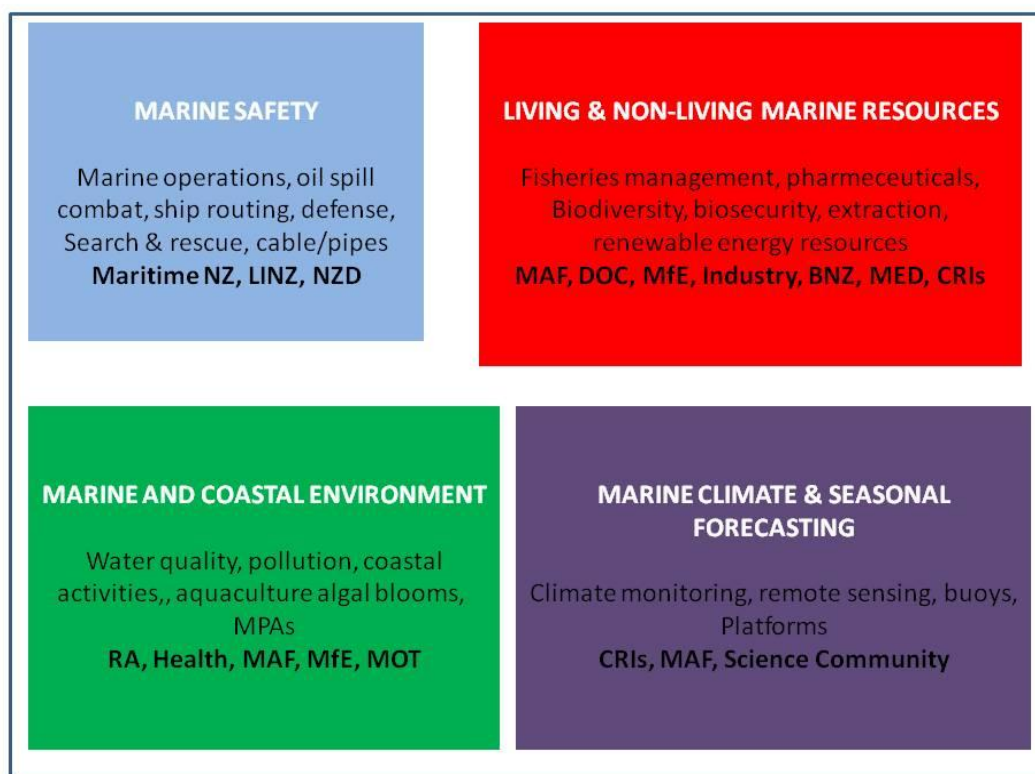 MARINE SAFETY
Marine operations, oil spill
combat, ship routing, defense,
Search & rescue, cable/pipes
Maritime NZ, LINZ, NZD
LIVING & NON-LIVING MARINE RESOURCES
Fisheries management, pharmeceuticals,
Biodiversity, biosecurity, extraction,
renewable energy resources
MAF, DOC, MfE, Industry, BNZ, MED, CRIs
MARINE AND COASTAL ENVIRONMENT
Water quality, pollution, coastal
activities,, aquaculture algal blooms,
MPAs
RA, Health, MAF, MfE, MOT
MARINE CLIMATE & SEASONAL
FORECASTING
Climate monitoring, remote sensing, buoys,
Platforms
CRIs, MAF, Science Community